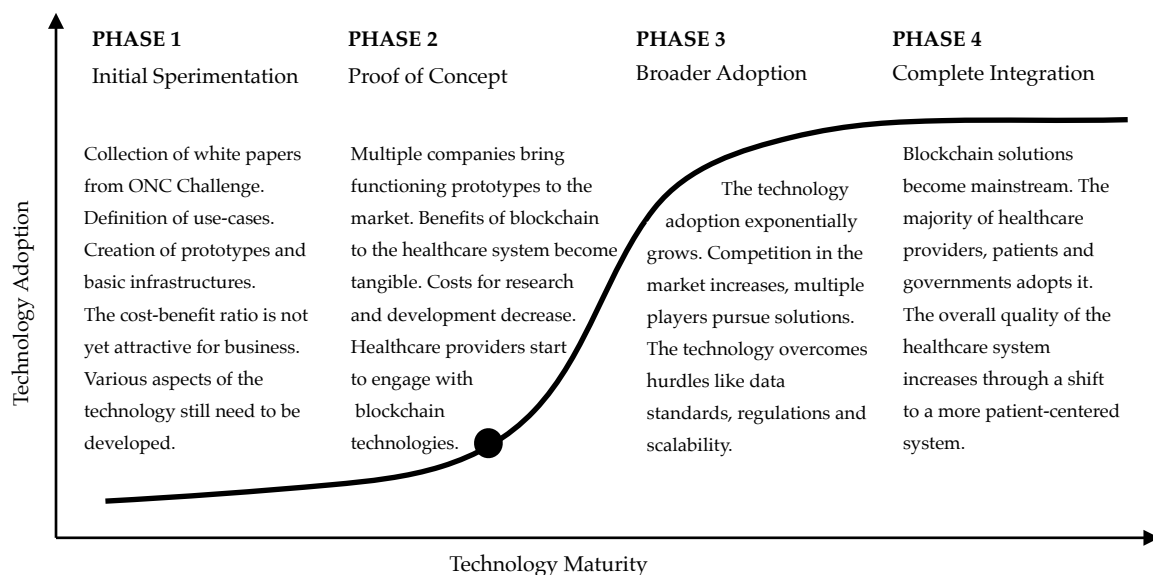 PHASE 1
Initial Sperimentation
Collection of white papers
from ONC Challenge.
Definition of use-cases.
Creation of prototypes and
basic infrastructures.
The cost-benefit ratio is not
yet attractive for business.
Various aspects of the
technology still need to be
developed.
PHASE 2
Proof of Concept
Multiple companies bring
functioning prototypes to the
market. Benefits of blockchain
to the healthcare system become
tangible. Costs for research
and development decrease.
Healthcare providers start
to engage with
blockchain
technologies.
PHASE 3
Broader Adoption
The technology
adoption exponentially
grows. Competition in the
market increases, multiple
players pursue solutions.
The technology overcomes
hurdles like data
standards, regulations and
scalability.
PHASE 4
Complete Integration
Blockchain solutions
become mainstream. The
majority of healthcare
providers, patients and
governments adopts it.
The overall quality of the
healthcare system
increases through a shift
to a more patient-centered
system.
Technology Adoption
Technology Maturity